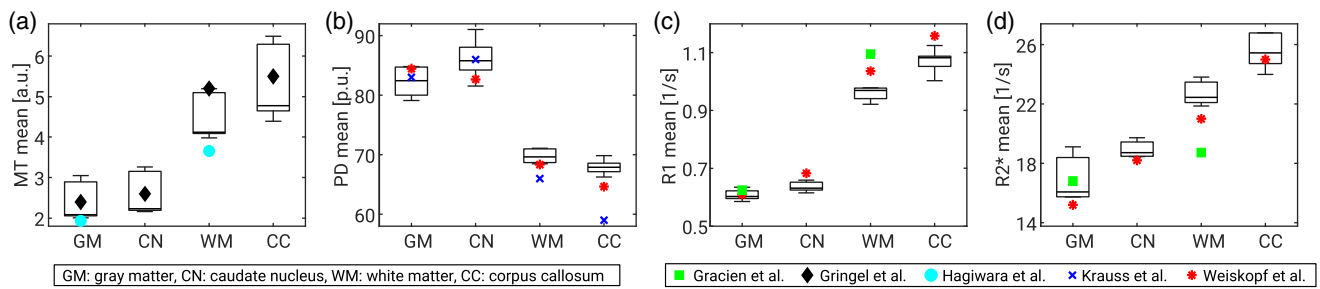 (a)
MT mean [a.u.]
6
5
4
3
2
GM CN WM CC
(b)
PD mean [p.u.]
90
80
70
60
GM CN WM CC
(c)
R1 mean [1/s]
1.1
0.9
0.7
0.5
GM CN WM CC
(d)
R2* mean [1/s]
26
22
18
14
GM CN WM CC
GM: gray matter, CN: caudate nucleus, WM: white matter, CC: corpus callosum
Gracien et al. Gringel et al. Hagiwara et al. Krauss et al. Weiskopf et al.